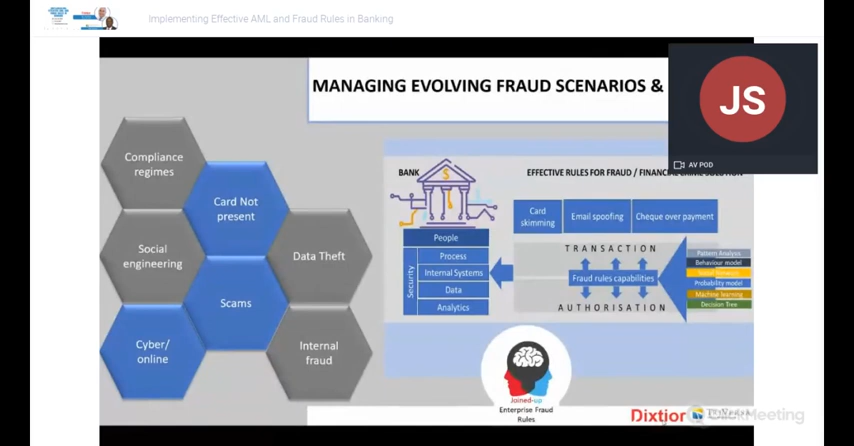 Implementing Effective AML and Fraud Rules in Banking
MANAGING EVOLVING FRAUD SCENARIOS &
JS
AV POD
Compliance
regimes
Card Not
present
Social
engineering
Data Theft
Scams
Cyber/
online
Internal
fraud
BANK
EFFECTIVE RULES FOR FRAUD / FINANCIAL CRIME SOLUTION
Card
skimming
Email spoofing
Cheque over payment
People
Security
Process
Internal Systems
Data
Analytics
TRANSACTION
Fraud rules capabilities
AUTHORISATION
Pattern Analysis
Behaviour model
Probability model
Machine learning
Decision Tree
Joined-up
Enterprise Fraud
Rules
Dixtior
ClickMeeting